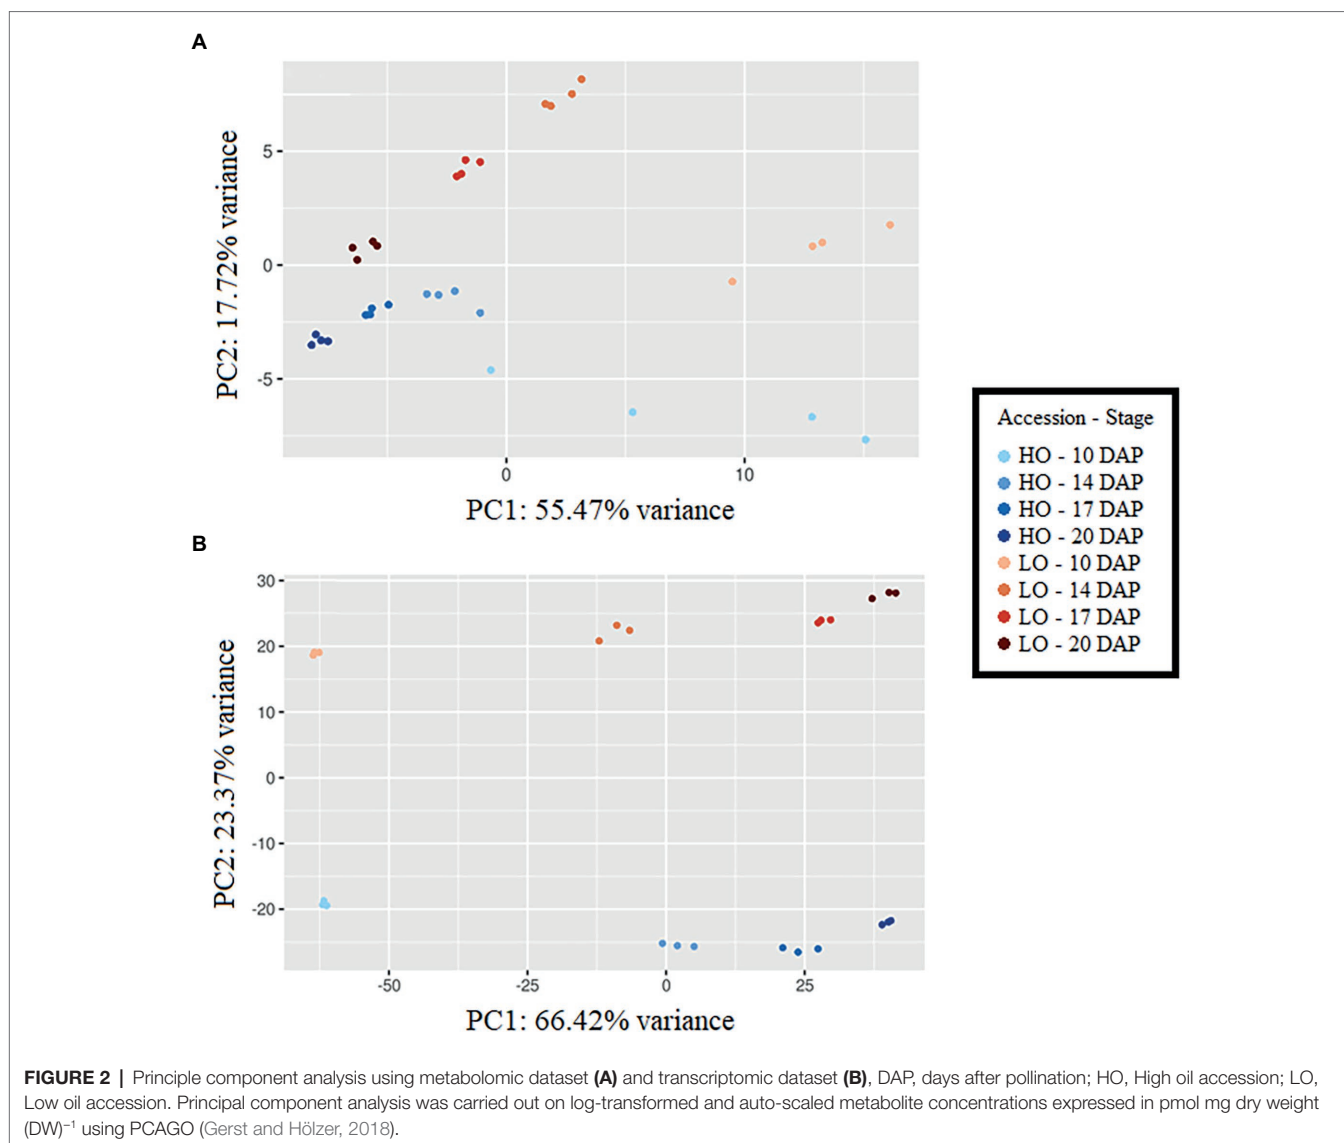 A
5
0
-5
PC2: 17.72% variance
0 10
PC1: 55.47% variance
B
30
20
10
0
-10
-20
PC2: 23.37% variance
-50 -25 0 25
PC1: 66.42% variance
Accession - Stage
HO - 10 DAP
HO - 14 DAP
HO - 17 DAP
HO - 20 DAP
LO - 10 DAP
LO - 14 DAP
LO - 17 DAP
LO - 20 DAP
FIGURE 2 | Principle component analysis using metabolomic dataset (A) and transcriptomic dataset (B), DAP, days after pollination; HO, High oil accession; LO,
Low oil accession. Principal component analysis was carried out on log-transformed and auto-scaled metabolite concentrations expressed in pmol mg dry weight
(DW)⁻¹ using PCAGO (Gerst and Hölzer, 2018).